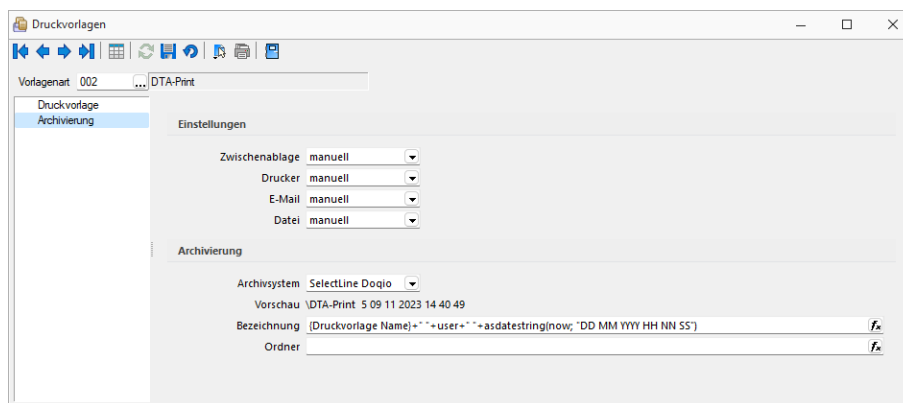 Druckvorlagen
Vorlagenart 002 ... DTA-Print
Druckvorlage
Archivierung
Einstellungen
Zwischenablage manuell
Drucker manuell
E-Mail manuell
Datei manuell
Archivierung
Archivsystem SelectLine Doqio
Vorschau \DTA-Print 5 09 11 2023 14 40 49
Bezeichnung {Druckvorlage Name}+" "+user+" "+asdatestring(now; "DD MM YYYY HH NN SS") fx
Ordner fx